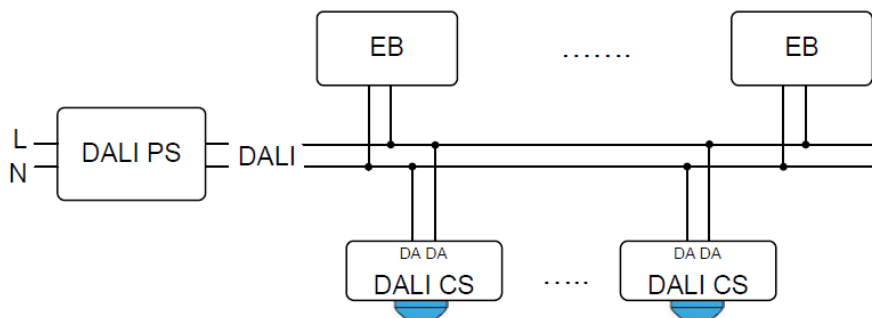 EB
.......
EB
L
N
DALI PS
DALI
DA DA
DALI CS
.....
DA DA
DALI CS